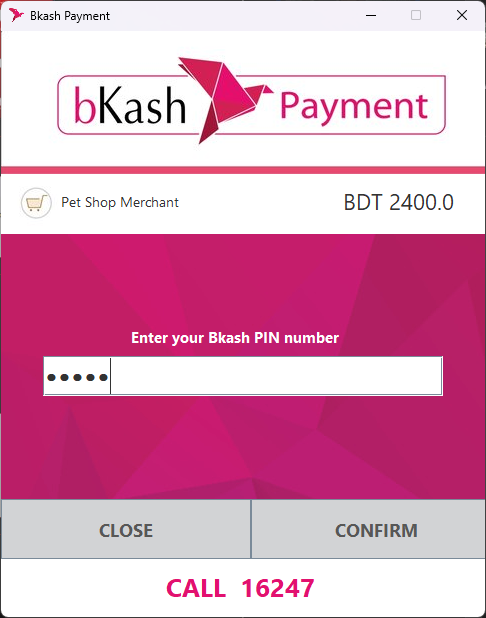 Bkash Payment
bKash Payment
Pet Shop Merchant BDT 2400.0
Enter your Bkash PIN number
•••••
CLOSE CONFIRM
CALL 16247